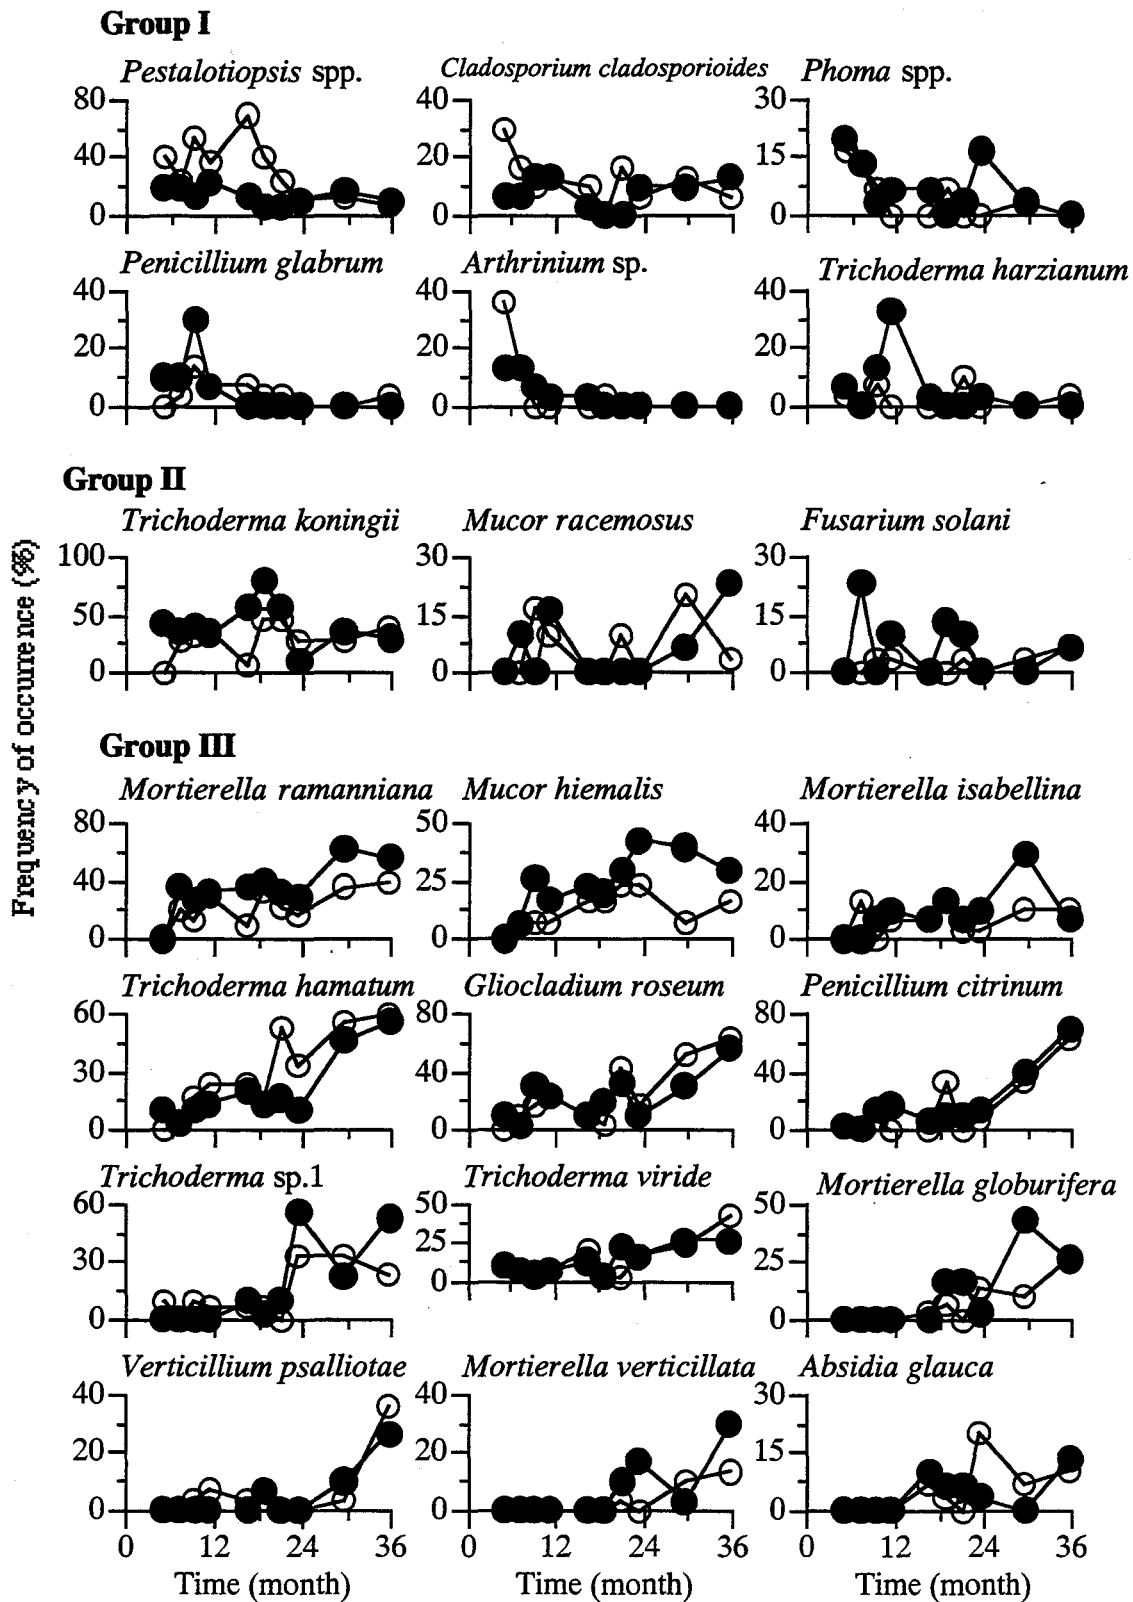 Group I
Pestalotiopsis spp. Cladosporium cladosporioides Phoma spp.
80 40 30
40 20 15
0 0 0
Penicillium glabrum Arthrinium sp. Trichoderma harzianum
40 40 40
20 20 20
0 0 0
Group II
Trichoderma koningii Mucor racemosus Fusarium solani
100 30 30
50 15 15
0 0 0
Group III
Mortierella ramanniana Mucor hiemalis Mortierella isabellina
80 50 40
40 25 20
0 0 0
Trichoderma hamatum Gliocladium roseum Penicillium citrinum
60 80 80
30 40 40
0 0 0
Trichoderma sp.1 Trichoderma viride Mortierella globurifera
60 50 50
30 25 25
0 0 0
Verticillium psalliotae Mortierella verticillata Absidia glauca
40 40 30
20 20 15
0 0 0
0 12 24 36 0 12 24 36 0 12 24 36
Time (month) Time (month) Time (month)
Frequency of occurrence (%)